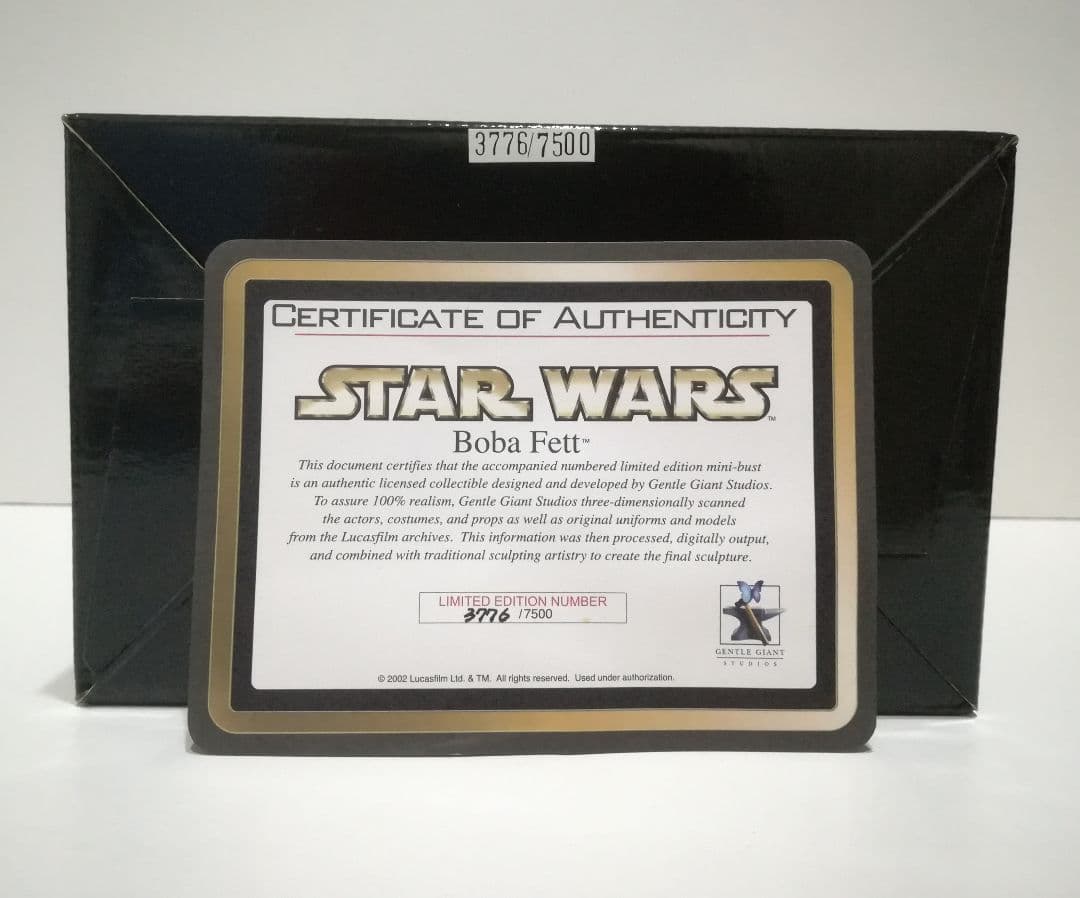 3776/7500
CERTIFICATE OF AUTHENTICITY
STAR WARS™
Boba Fett™
This document certifies that the accompanied numbered limited edition mini-bust
is an authentic licensed collectible designed and developed by Gentle Giant Studios.
To assure 100% realism, Gentle Giant Studios three-dimensionally scanned
the actors, costumes, and props as well as original uniforms and models
from the Lucasfilm archives. This information was then processed, digitally output,
and combined with traditional sculpting artistry to create the final sculpture.
LIMITED EDITION NUMBER
3776 /7500
GENTLE GIANT
STUDIOS
© 2002 Lucasfilm Ltd. & TM. All rights reserved. Used under authorization.